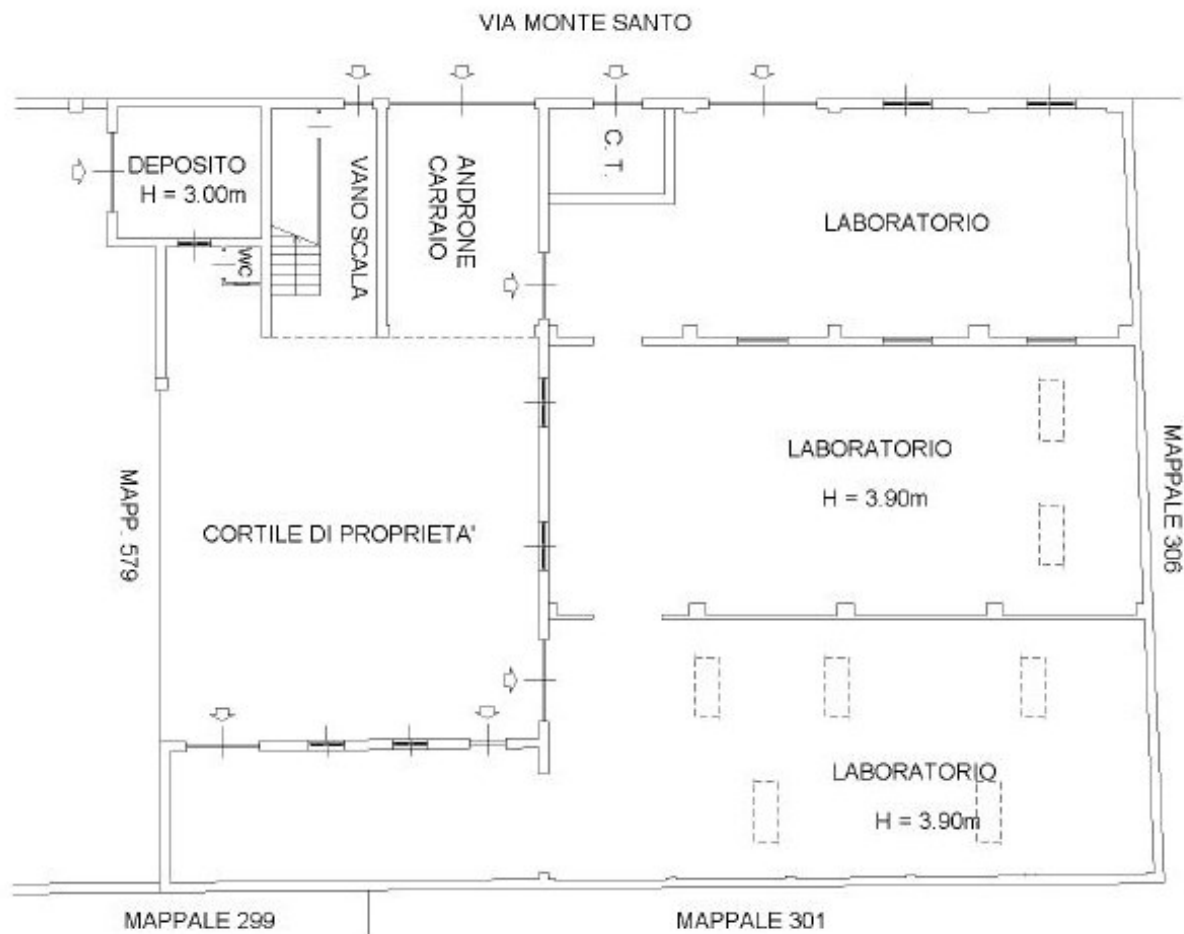 VIA MONTE SANTO
DEPOSITO
H = 3.00m
WC
VANO SCALA
ANDRONE
CARRAIO
C. T.
LABORATORIO
LABORATORIO
H = 3.90m
MAPPALE 306
MAPP. 579
CORTILE DI PROPRIETA'
LABORATORIO
H = 3.90m
MAPPALE 299
MAPPALE 301